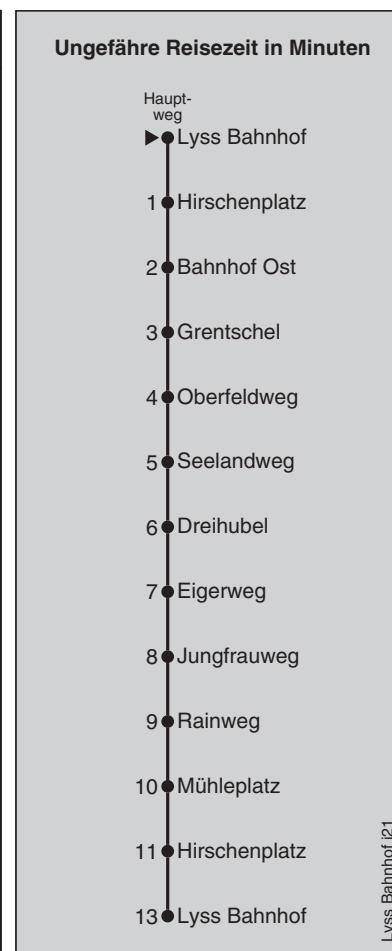 Ungefähre Reisezeit in Minuten
Haupt-
weg
Lyss Bahnhof
1 Hirschenplatz
2 Bahnhof Ost
3 Grentschel
4 Oberfeldweg
5 Seelandweg
6 Dreihubel
7 Eigerweg
8 Jungfrauweg
9 Rainweg
10 Mühleplatz
11 Hirschenplatz
13 Lyss Bahnhof
Lyss Bahnhof i21